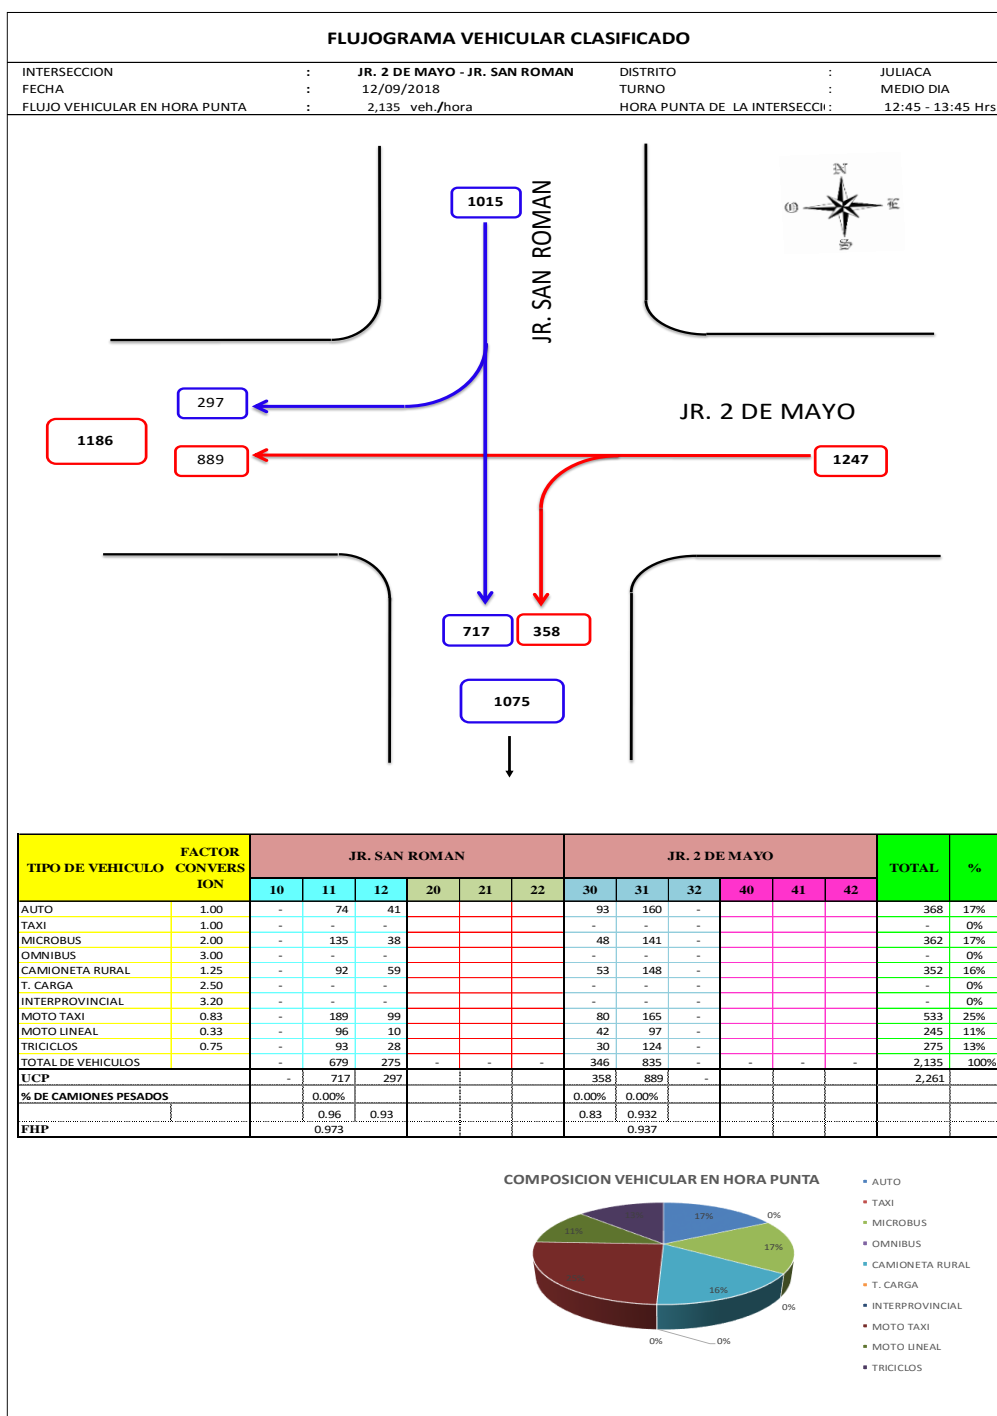 FLUJOGRAMA VEHICULAR CLASIFICADO
INTERSECCION : JR. 2 DE MAYO - JR. SAN ROMAN DISTRITO : JULIACA
FECHA : 12/09/2018 TURNO : MEDIO DIA
FLUJO VEHICULAR EN HORA PUNTA : 2,135 veh./hora HORA PUNTA DE LA INTERSECCI : 12:45 - 13:45 Hrs
N
O E
S
1015
JR. SAN ROMAN
297
JR. 2 DE MAYO
1186
889
1247
717 358
1075
TIPO DE VEHICULO FACTOR CONVERS ION JR. SAN ROMAN JR. 2 DE MAYO TOTAL %
10 11 12 20 21 22 30 31 32 40 41 42
AUTO 1.00 - 74 41 93 160 - 368 17%
TAXI 1.00 - - - - - - - 0%
MICROBUS 2.00 - 135 38 48 141 - 362 17%
OMNIBUS 3.00 - - - - - - - 0%
CAMIONETA RURAL 1.25 - 92 59 53 148 - 352 16%
T. CARGA 2.50 - - - - - - - 0%
INTERPROVINCIAL 3.20 - - - - - - - 0%
MOTO TAXI 0.83 - 189 99 80 165 - 533 25%
MOTO LINEAL 0.33 - 96 10 42 97 - 245 11%
TRICICLOS 0.75 - 93 28 30 124 - 275 13%
TOTAL DE VEHICULOS - 679 275 - - - 346 835 - - - - 2,135 100%
UCP - 717 297 358 889 - 2,261
% DE CAMIONES PESADOS 0.00% 0.00% 0.00%
0.96 0.93 0.83 0.932
FHP 0.973 0.937
COMPOSICION VEHICULAR EN HORA PUNTA
17%
0%
17%
0%
16%
0%
0%
11%
AUTO
TAXI
MICROBUS
OMNIBUS
CAMIONETA RURAL
T. CARGA
INTERPROVINCIAL
MOTO TAXI
MOTO LINEAL
TRICICLOS